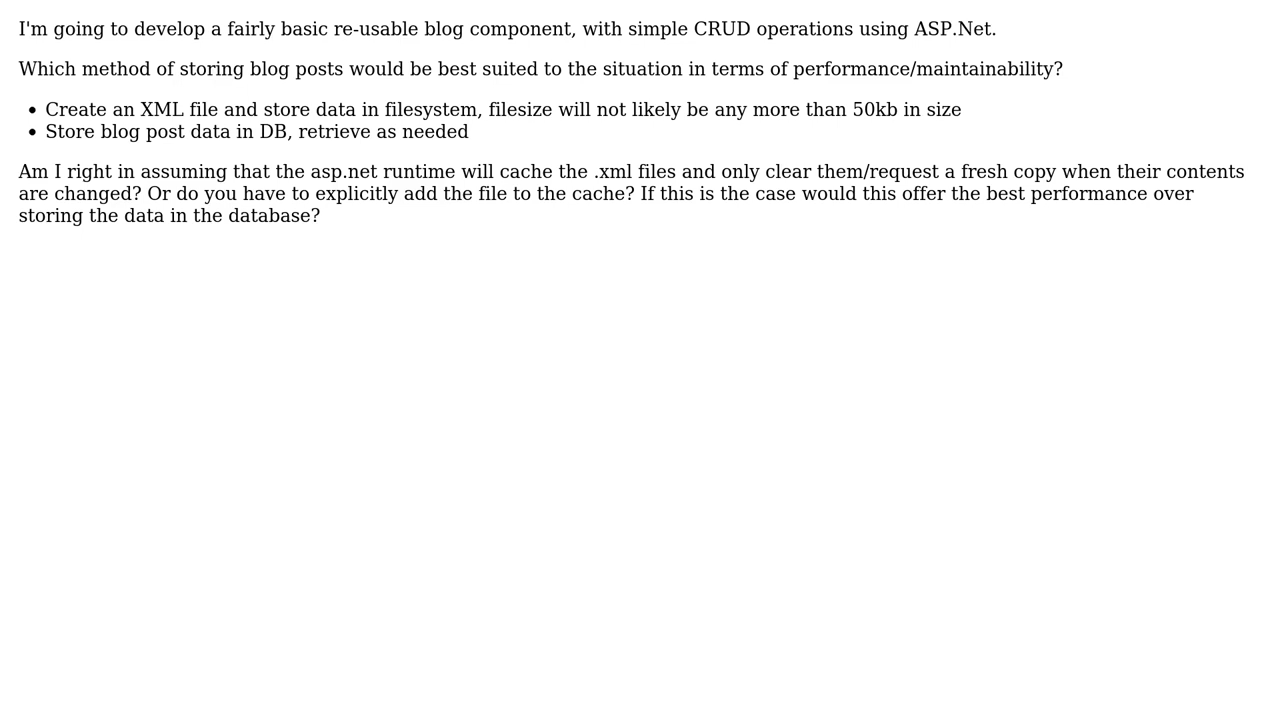 I'm going to develop a fairly basic re-usable blog component, with simple CRUD operations using ASP.Net.
Which method of storing blog posts would be best suited to the situation in terms of performance/maintainability?
• Create an XML file and store data in filesystem, filesize will not likely be any more than 50kb in size
• Store blog post data in DB, retrieve as needed
Am I right in assuming that the asp.net runtime will cache the .xml files and only clear them/request a fresh copy when their contents
are changed? Or do you have to explicitly add the file to the cache? If this is the case would this offer the best performance over
storing the data in the database?